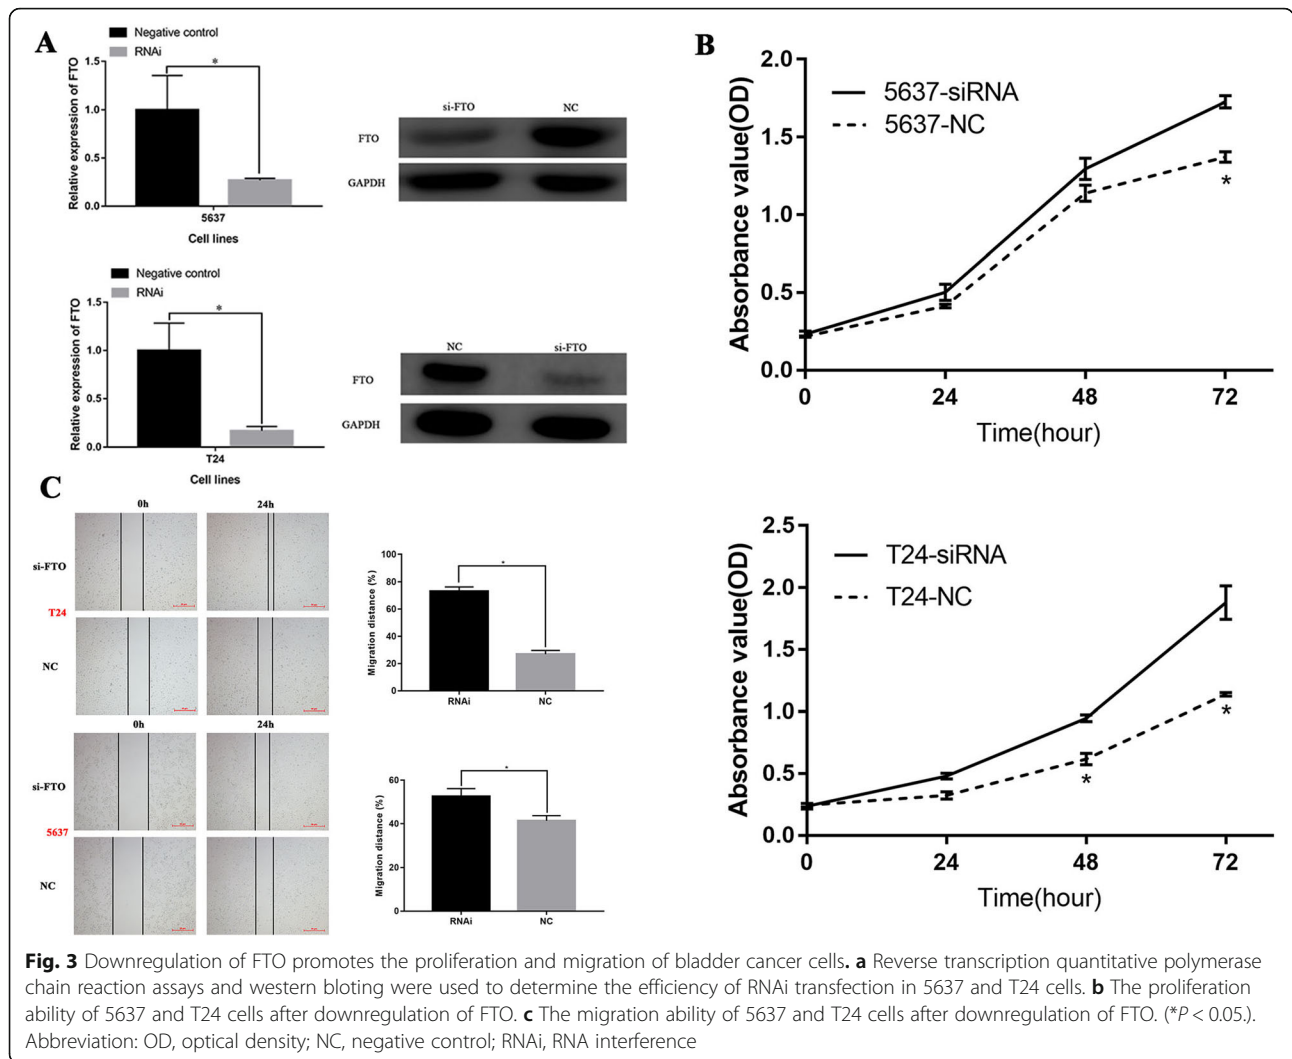 A
Negative control
RNAi
Relative expression of FTO
1.5
1.0
0.5
0.0
*
5637
Cell lines
si-FTO NC
FTO
GAPDH
Negative control
RNAi
Relative expression of FTO
1.5
1.0
0.5
0.0
*
T24
Cell lines
NC si-FTO
FTO
GAPDH
B
Absorbance value(OD)
2.0
1.5
1.0
0.5
0.0
5637-siRNA
5637-NC
*
0 24 48 72
Time(hour)
Absorbance value(OD)
2.5
2.0
1.5
1.0
0.5
0.0
T24-siRNA
T24-NC
* *
0 24 48 72
Time(hour)
C
0h 24h
si-FTO
T24
NC
0h 24h
si-FTO
5637
NC
Migration distance (%)
100
80
60
40
20
0
*
RNAi NC
Migration distance (%)
60
40
20
0
*
RNAi NC
Fig. 3 Downregulation of FTO promotes the proliferation and migration of bladder cancer cells. a Reverse transcription quantitative polymerase
chain reaction assays and western bloting were used to determine the efficiency of RNAi transfection in 5637 and T24 cells. b The proliferation
ability of 5637 and T24 cells after downregulation of FTO. c The migration ability of 5637 and T24 cells after downregulation of FTO. (*P < 0.05.).
Abbreviation: OD, optical density; NC, negative control; RNAi, RNA interference